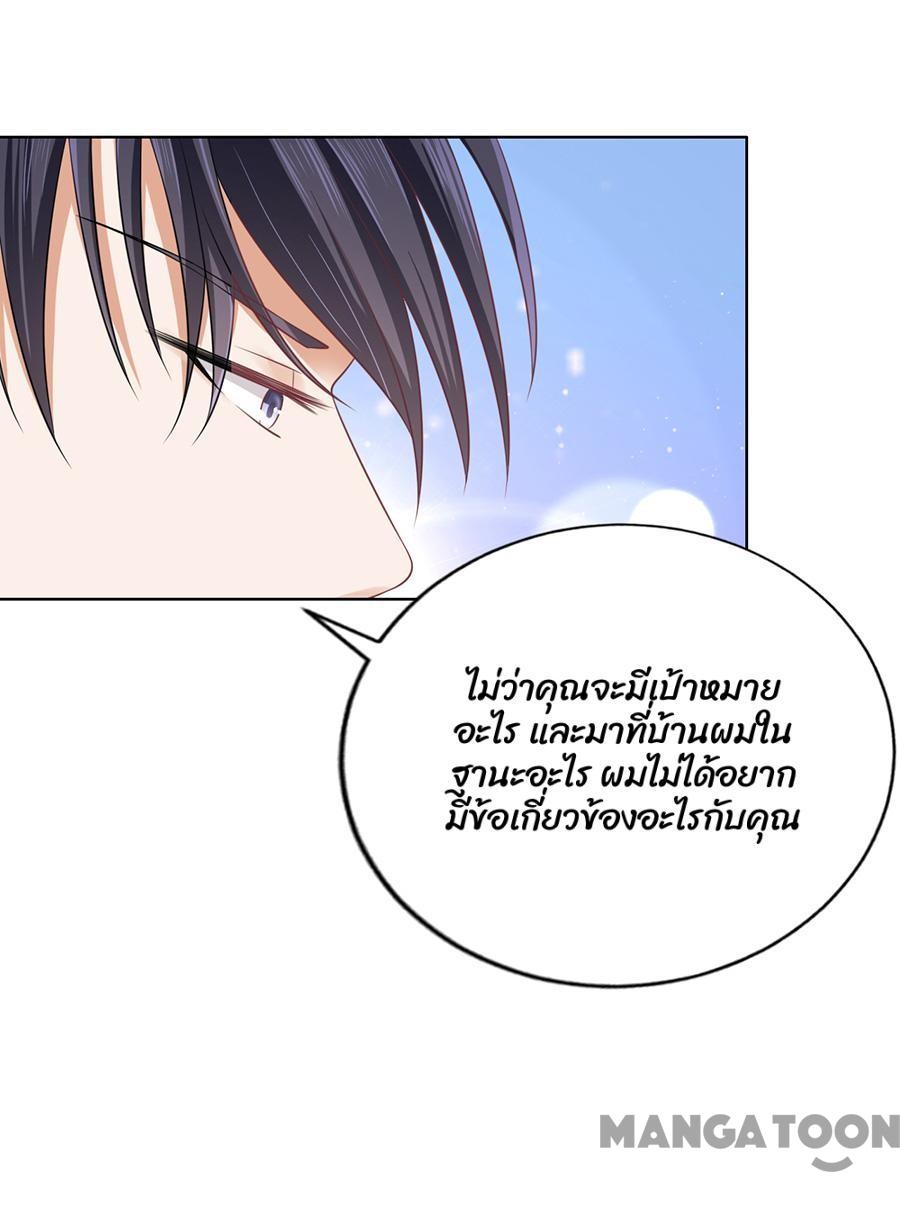 ไม่ว่าคุณจะมีเป้าหมาย
อะไร และมาที่บ้านผมใน
ฐานะอะไร ผมไม่ได้อยาก
มีข้อเกี่ยวข้องอะไรกับคุณ
MANGATOON